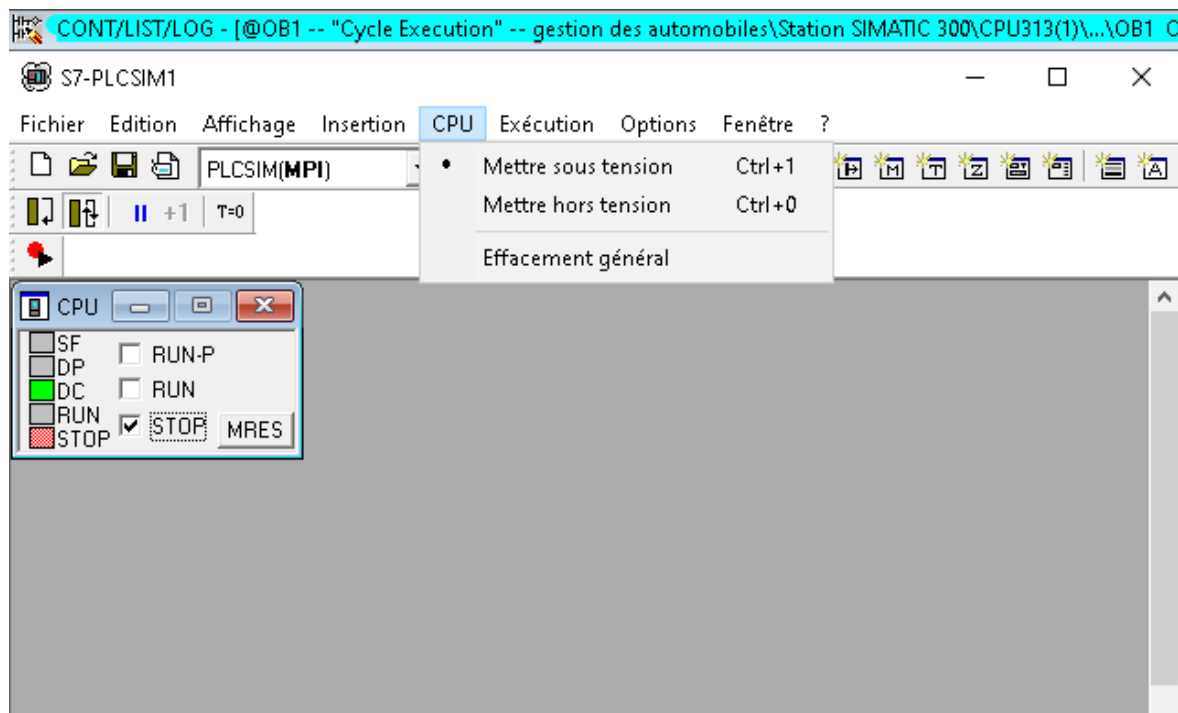 CONT/LIST/LOG - [@OB1 -- "Cycle Execution" -- gestion des automobiles\Station SIMATIC 300\CPU313(1)\...\OB1
S7-PLCSIM1
Fichier Edition Affichage Insertion CPU Exécution Options Fenêtre ?
PLCSIM(MPI)
Mettre sous tension Ctrl+1
Mettre hors tension Ctrl+0
Effacement général
+1 T=0
CPU
SF
DP
DC
RUN
STOP
RUN-P
RUN
STOP
MRES